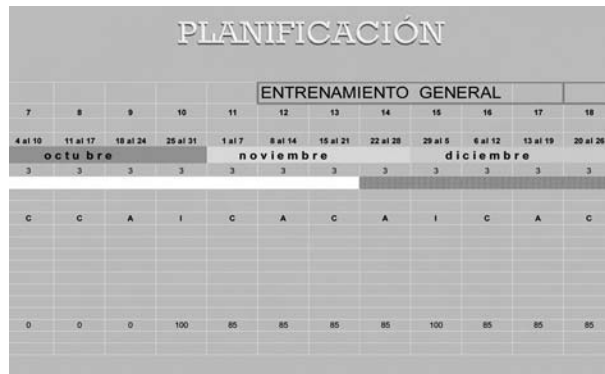 PLANIFICACIÓN
ENTRENAMIENTO GENERAL
7 8 9 10 11 12 13 14 15 16 17 18
4 al 10 11 al 17 18 al 24 25 al 31 1 al 7 8 al 14 15 al 21 22 al 28 29 al 5 6 al 12 13 al 19 20 al 26
octubre noviembre diciembre
3 3 3 3 3 3 3 3 3 3 3 3
C C A I C A C A I C A C
0 0 0 100 85 85 85 85 100 85 85 85